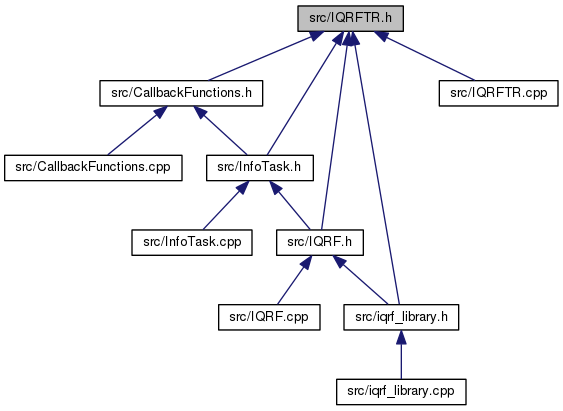 src/IQRFTR.h
src/CallbackFunctions.h
src/IQRFTR.cpp
src/CallbackFunctions.cpp
src/InfoTask.h
src/InfoTask.cpp
src/IQRF.h
src/IQRF.cpp
src/iqrf_library.h
src/iqrf_library.cpp